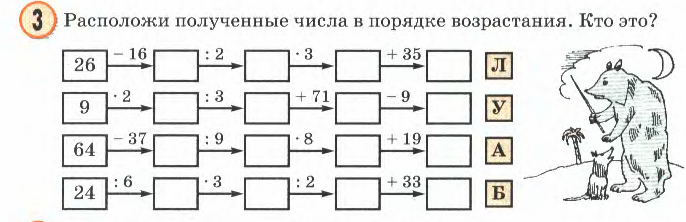 3 Расположи полученные числа в порядке возрастания. Кто это?
26 – 16 : 2 · 3 + 35 Л
9 · 2 : 3 + 71 – 9 У
64 – 37 : 9 · 8 + 19 А
24 : 6 · 3 : 2 + 33 Б